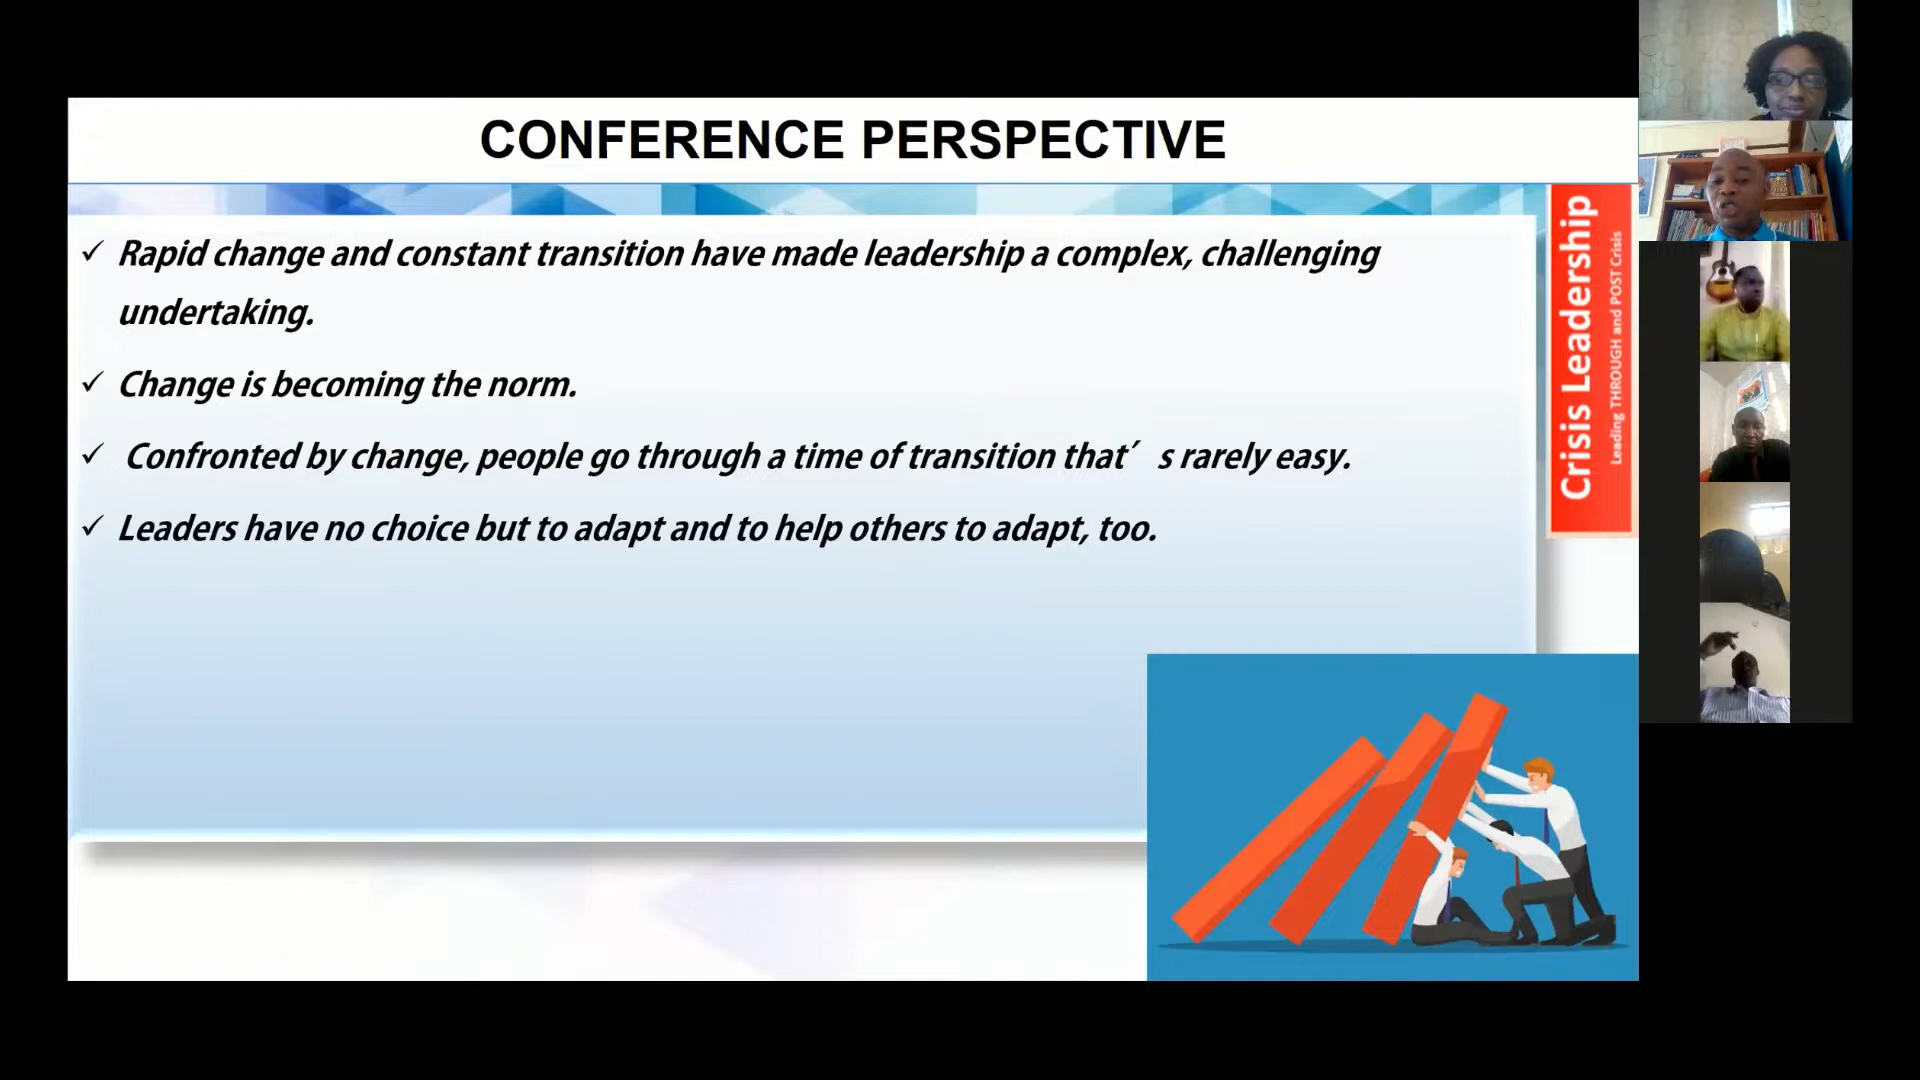 CONFERENCE PERSPECTIVE
✓ Rapid change and constant transition have made leadership a complex, challenging
undertaking.
✓ Change is becoming the norm.
✓ Confronted by change, people go through a time of transition that’ s rarely easy.
✓ Leaders have no choice but to adapt and to help others to adapt, too.
Crisis Leadership
Leading THROUGH and POST Crisis